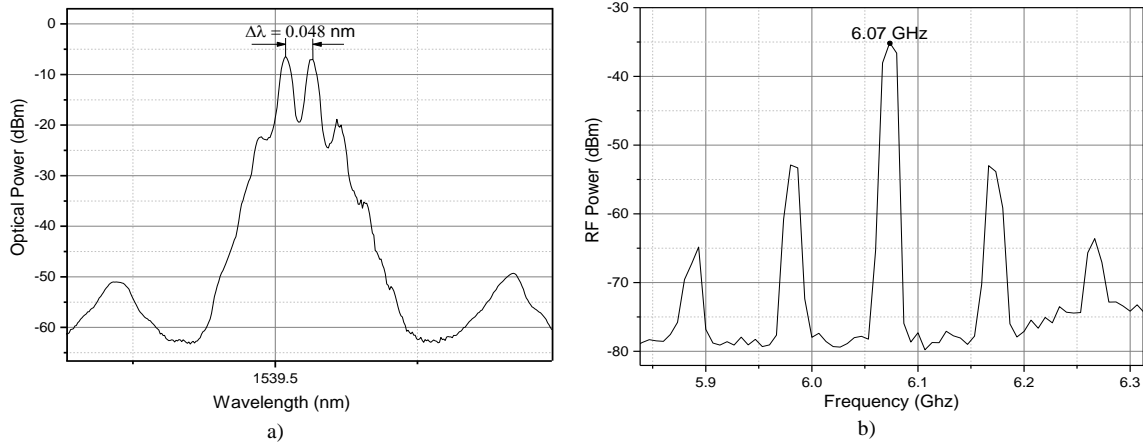 0
-10
-20
-30
-40
-50
-60
Δλ = 0.048 nm
Optical Power (dBm)
1539.5
Wavelength (nm)
a)
-30
-40
-50
-60
-70
-80
6.07 GHz
RF Power (dBm)
5.9 6.0 6.1 6.2 6.3
Frequency (Ghz)
b)